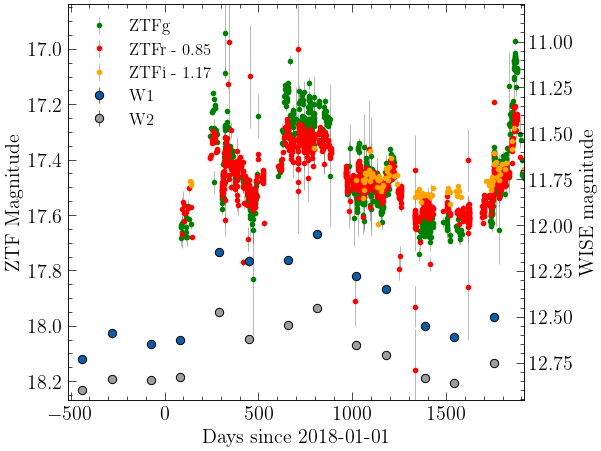 ZTFg
ZTFr - 0.85
ZTFi - 1.17
W1
W2
17.0
17.2
17.4
17.6
17.8
18.0
18.2
ZTF Magnitude
11.00
11.25
11.50
11.75
12.00
12.25
12.50
12.75
WISE magnitude
−500 0 500 1000 1500
Days since 2018-01-01